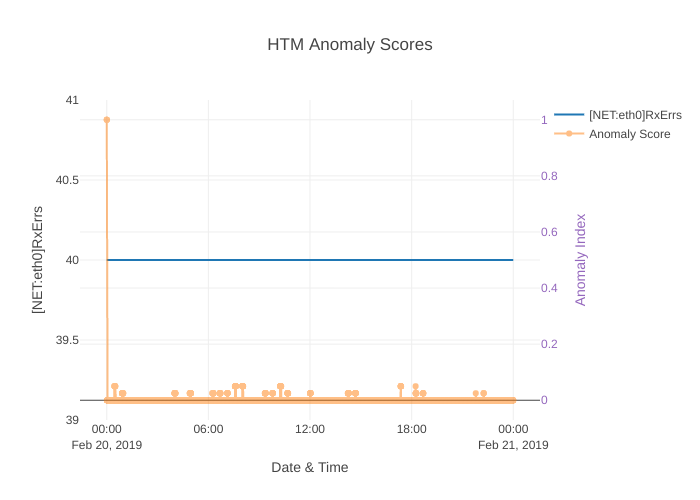 HTM Anomaly Scores
[NET:eth0]RxErrs
Anomaly Score
41
40.5
40
39.5
39
[NET:eth0]RxErrs
1
0.8
0.6
0.4
0.2
0
Anomaly Index
00:00
Feb 20, 2019
06:00
12:00
18:00
00:00
Feb 21, 2019
Date & Time